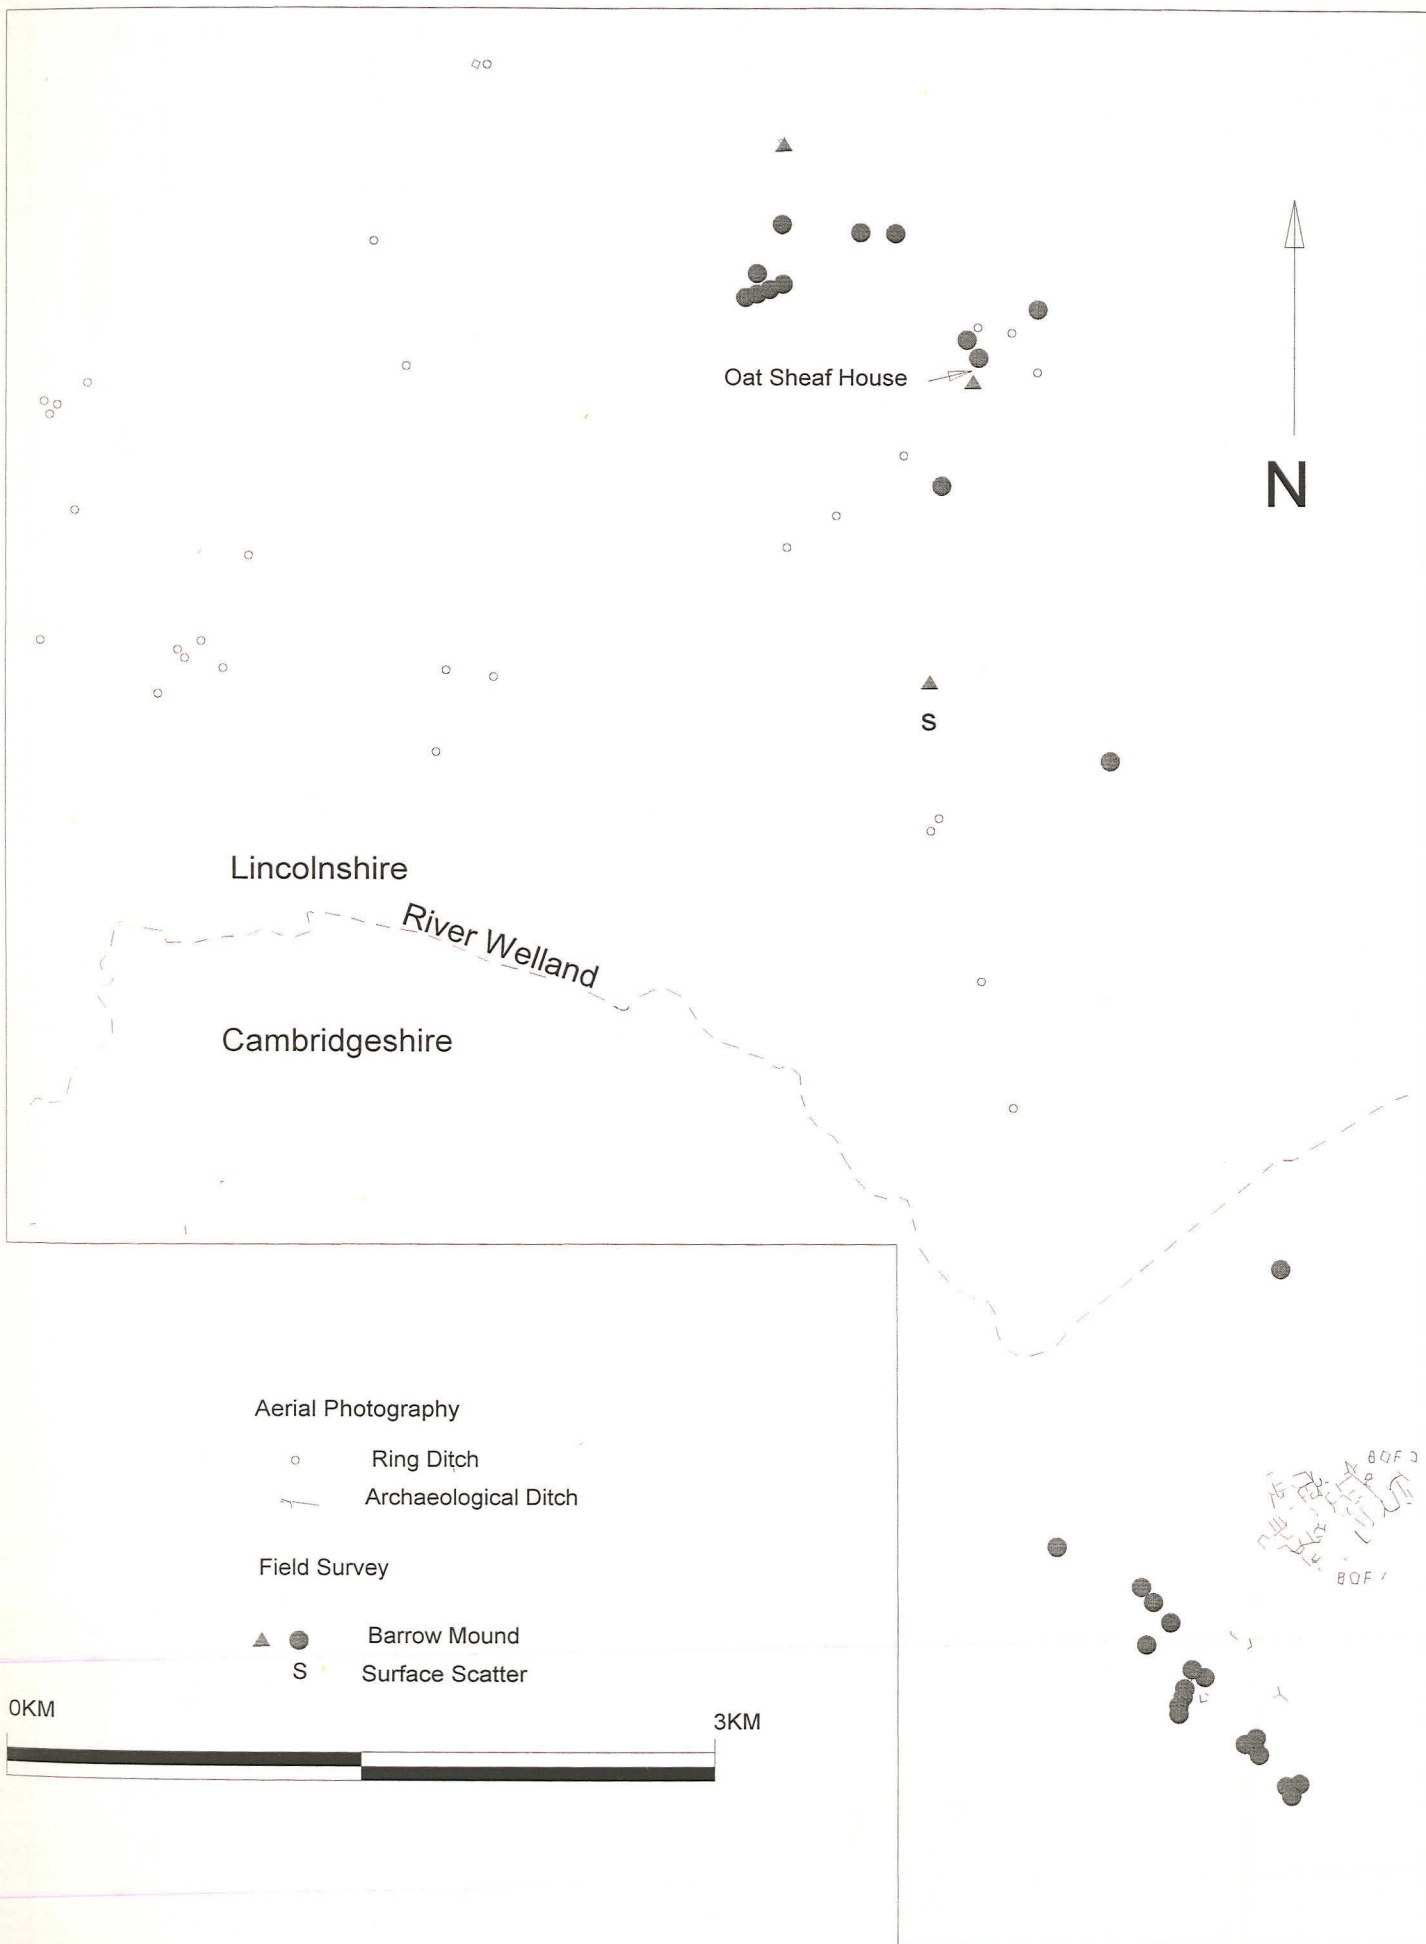 Oat Sheaf House
N
S
Lincolnshire
River Welland
Cambridgeshire
Aerial Photography
Ring Ditch
Archaeological Ditch
Field Survey
Barrow Mound
S Surface Scatter
0KM
3KM